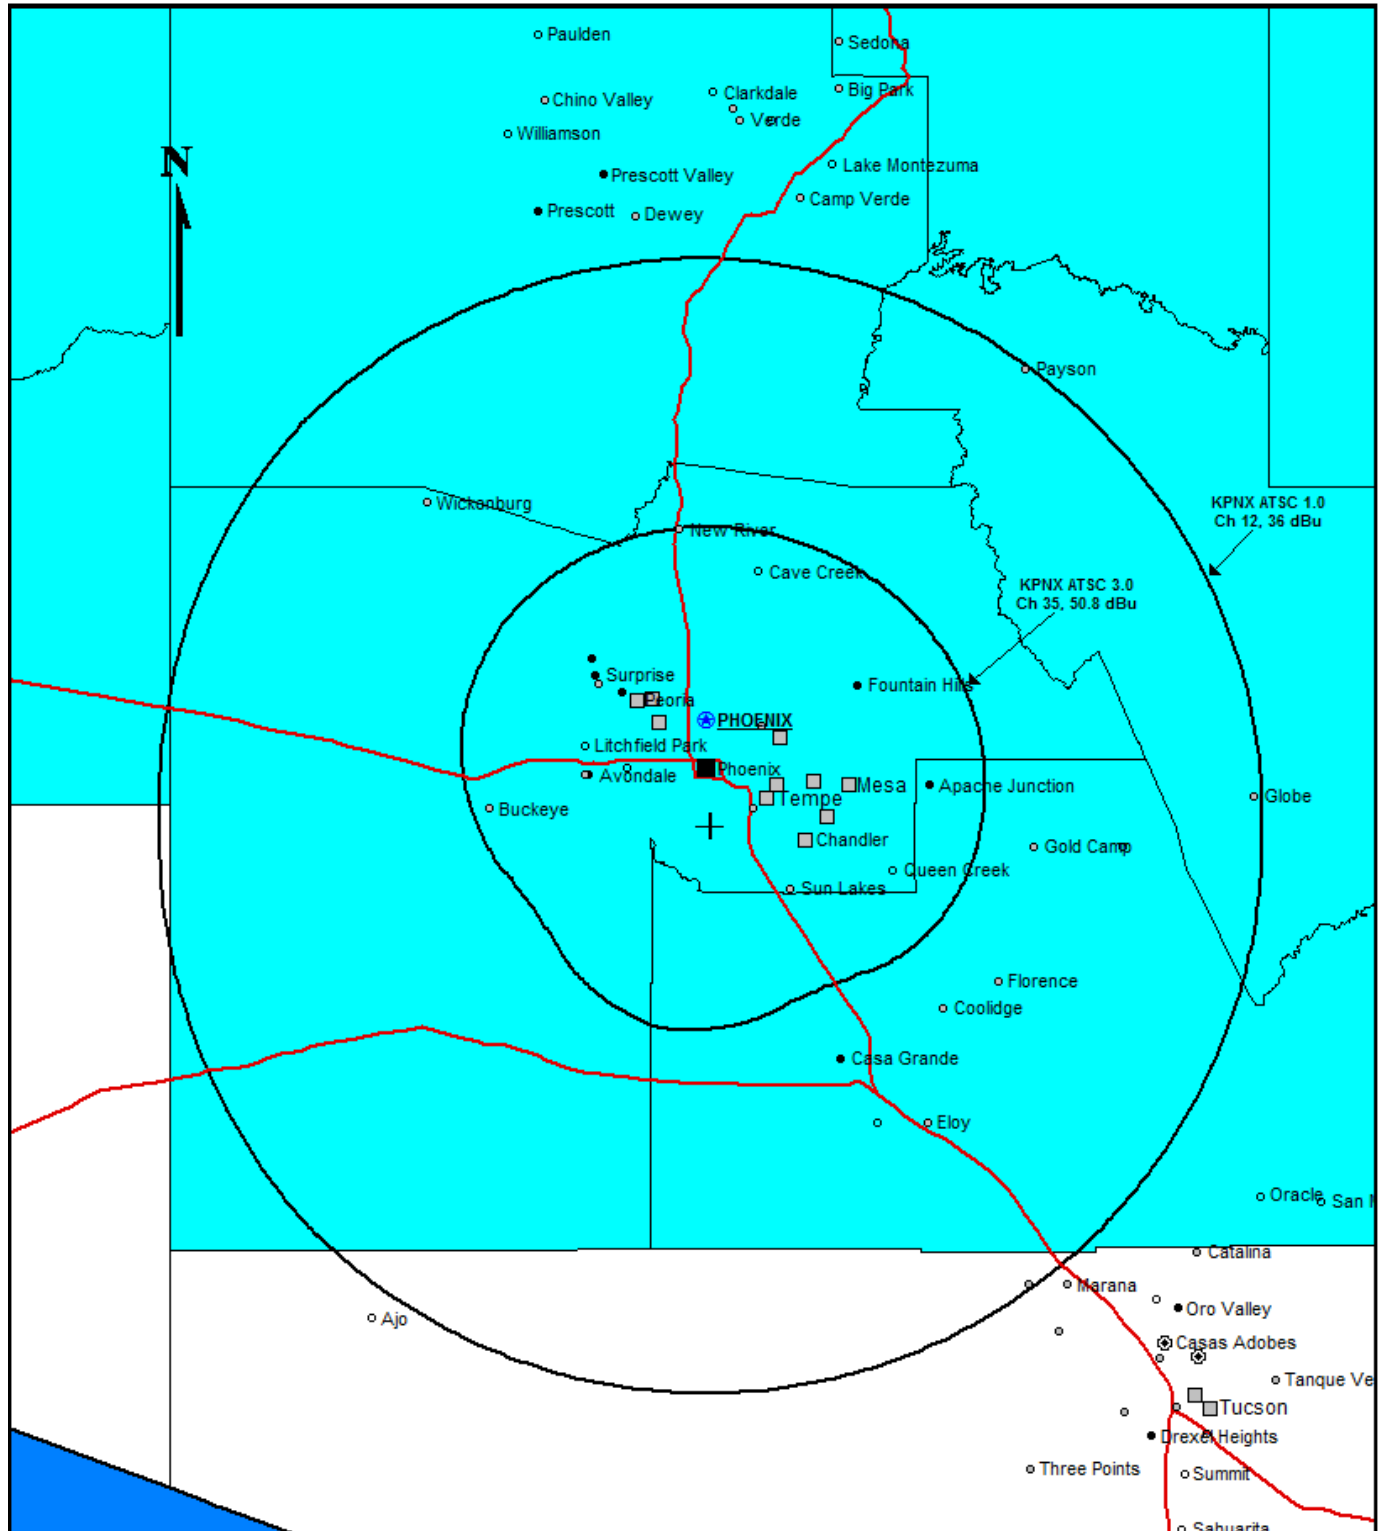 Paulden
Sedona
Big Park
Clarkdale
Chino Valley
Verde
Williamson
N
Lake Montezuma
Prescott Valley
Camp Verde
Prescott
Dewey
Payson
Wickonburg
KPNX ATSC 1.0
Ch 12, 36 dBu
New River
Cave Creek
KPNX ATSC 3.0
Ch 35, 50.8 dBu
Surprise
Fountain Hills
Peoria
PHOENIX
Litchfield Park
Phoenix
Avondale
Mesa
Apache Junction
Tempe
Globe
Buckeye
Chandler
Gold Camp
Queen Creek
Sun Lakes
Florence
Coolidge
Casa Grande
Eloy
Oracle
San M
Catalina
Marana
Oro Valley
Ajo
Casas Adobes
Tanque Ve
Tucson
Drexel Heights
Three Points
Summit
Sahuarita